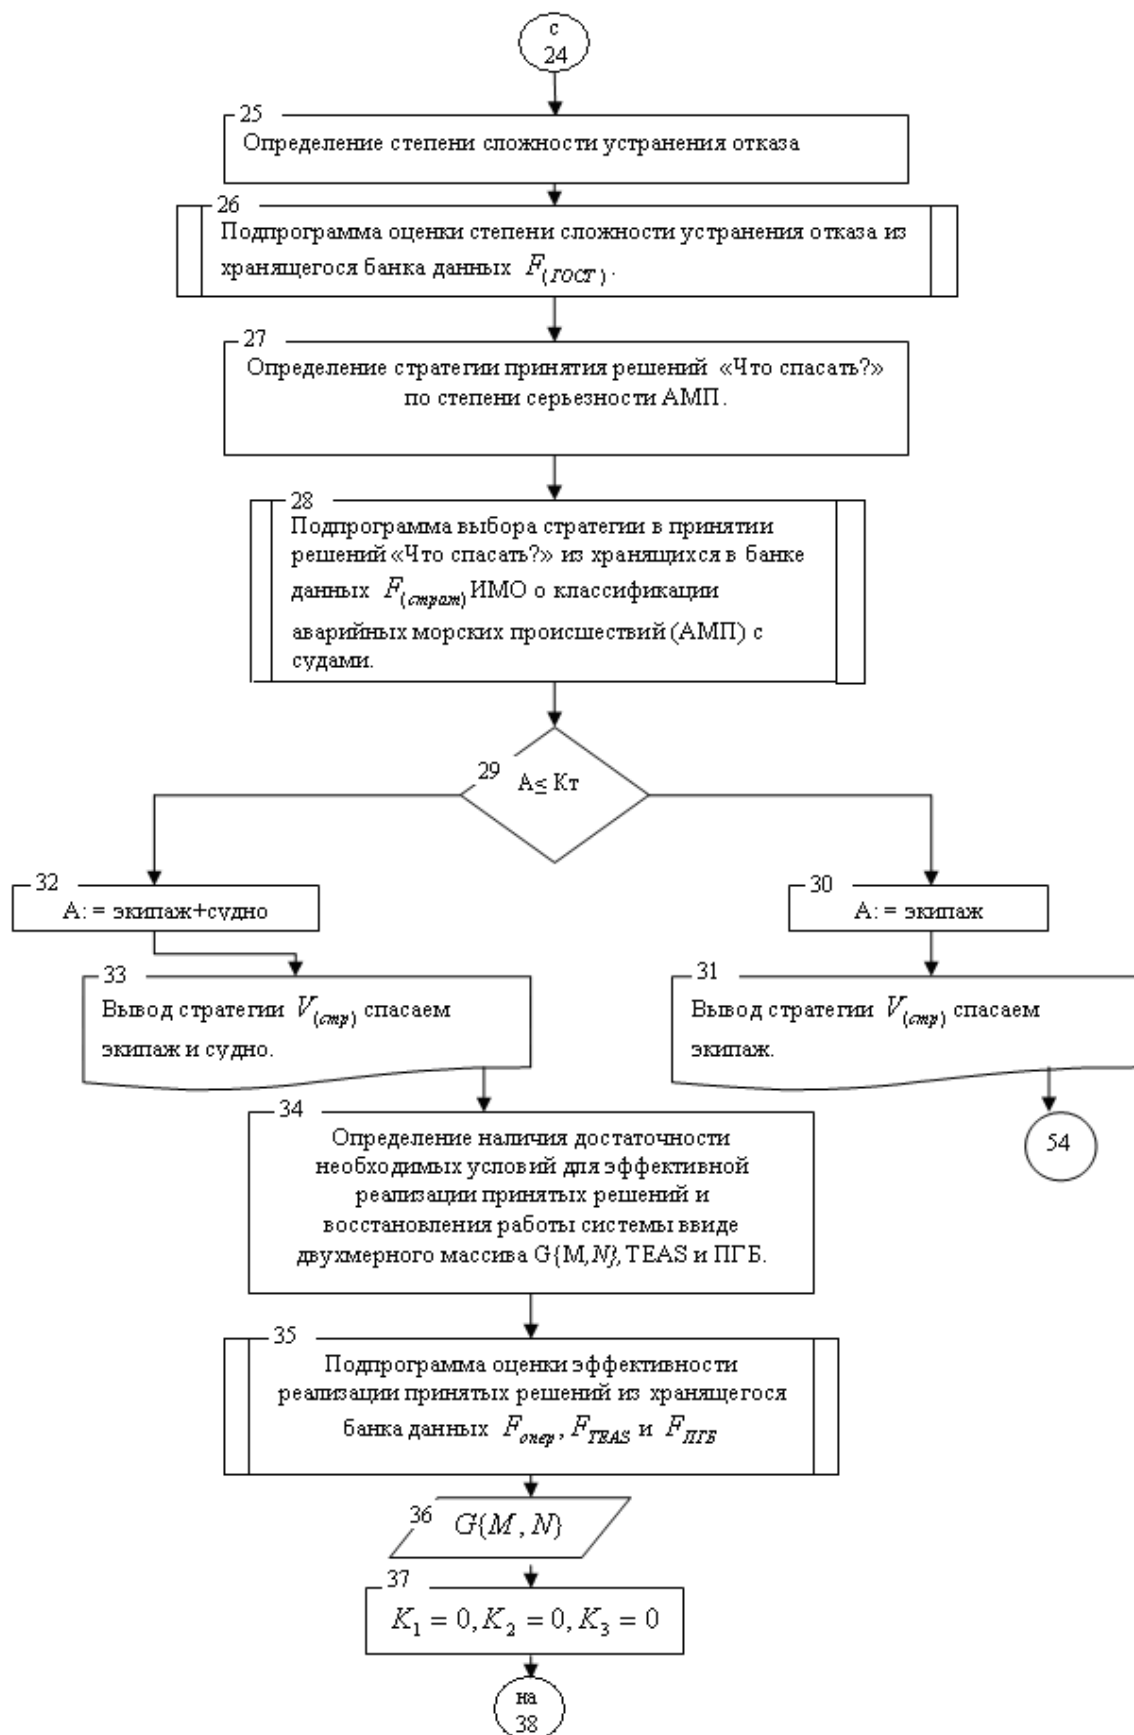 с
24
25
Определение степени сложности устранения отказа
26
Подпрограмма оценки степени сложности устранения отказа из
хранящегося банка данных F(ГОСТ).
27
Определение стратегии принятия решений «Что спасать?»
по степени серьезности АМП.
28
Подпрограмма выбора стратегии в принятии
решений «Что спасать?» из хранящихся в банке
данных F(страт) ИМО о классификации
аварийных морских происшествий (АМП) с
судами.
29
А≤ Кт
32
А: = экипаж+судно
30
А: = экипаж
33
Вывод стратегии V(стр) спасаем
экипаж и судно.
31
Вывод стратегии V(стр) спасаем
экипаж.
54
34
Определение наличия достаточности
необходимых условий для эффективной
реализации принятых решений и
восстановления работы системы ввиде
двухмерного массива G{M,N}, TEAS и ПГБ.
35
Подпрограмма оценки эффективности
реализации принятых решений из хранящегося
банка данных Fопер, FTEAS и FПГБ
36
G{M, N}
37
K1 = 0, K2 = 0, K3 = 0
на
38